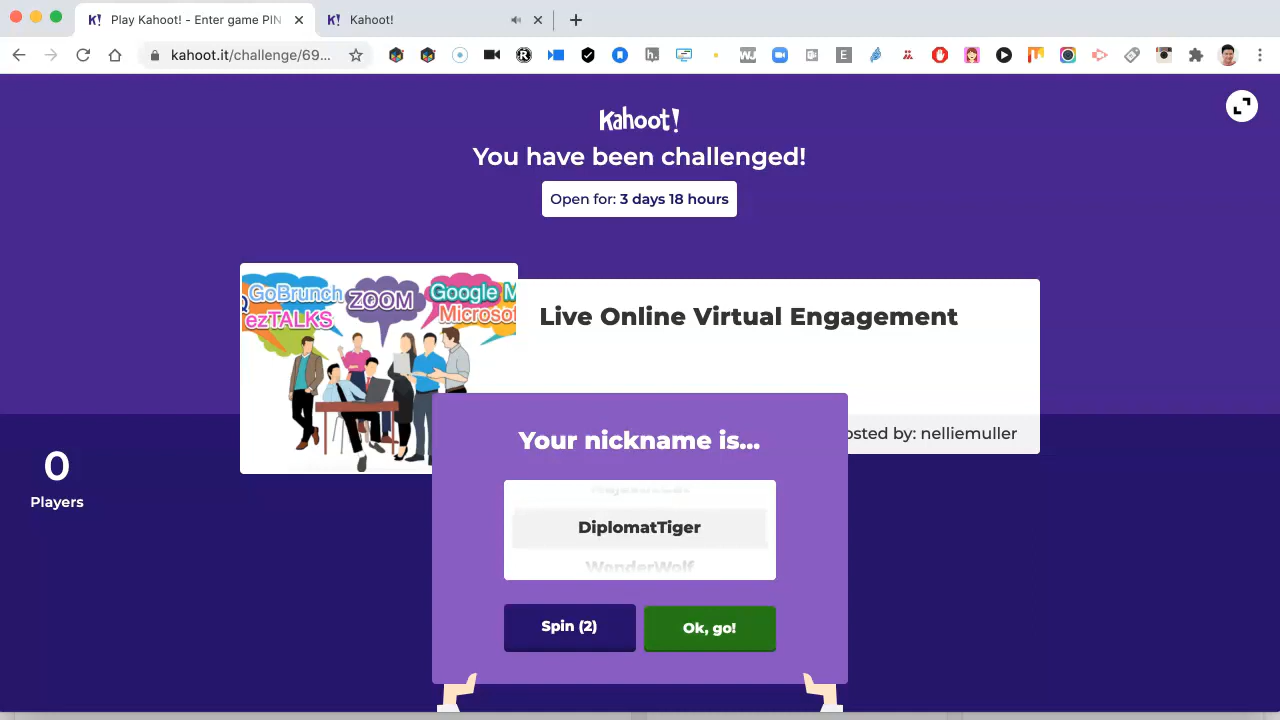 Play Kahoot! - Enter game PIN
Kahoot!
kahoot.it/challenge/69...
Kahoot!
You have been challenged!
Open for: 3 days 18 hours
GoBrunch
ZOOM
Google M
ezTALKS
Microsof
Live Online Virtual Engagement
osted by: nelliemuller
0
Players
Your nickname is...
DiplomatTiger
WonderWolf
Spin (2)
Ok, go!